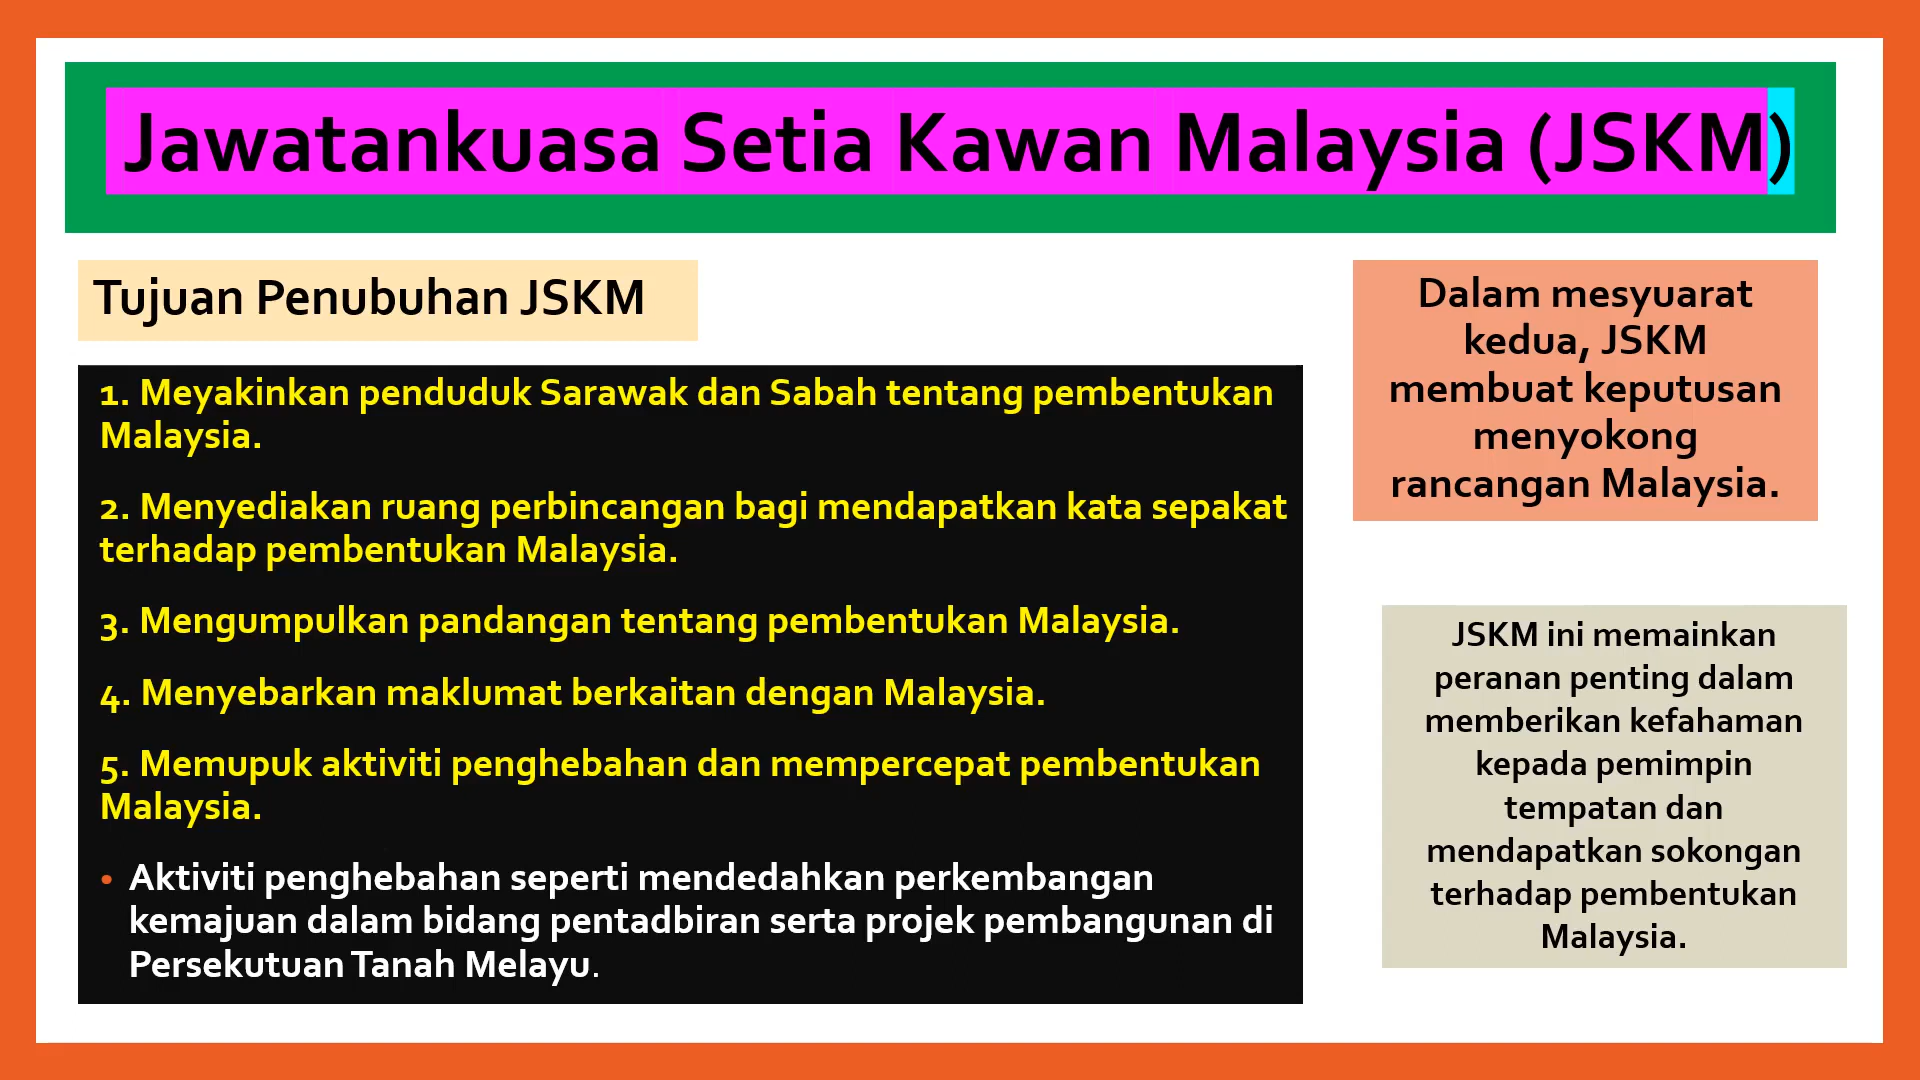 Jawatankuasa Setia Kawan Malaysia (JSKM)
Tujuan Penubuhan JSKM
1. Meyakinkan penduduk Sarawak dan Sabah tentang pembentukan
Malaysia.
2. Menyediakan ruang perbincangan bagi mendapatkan kata sepakat
terhadap pembentukan Malaysia.
3. Mengumpulkan pandangan tentang pembentukan Malaysia.
4. Menyebarkan maklumat berkaitan dengan Malaysia.
5. Memupuk aktiviti penghebahan dan mempercepat pembentukan
Malaysia.
• Aktiviti penghebahan seperti mendedahkan perkembangan
kemajuan dalam bidang pentadbiran serta projek pembangunan di
Persekutuan Tanah Melayu.
Dalam mesyuarat
kedua, JSKM
membuat keputusan
menyokong
rancangan Malaysia.
JSKM ini memainkan
peranan penting dalam
memberikan kefahaman
kepada pemimpin
tempatan dan
mendapatkan sokongan
terhadap pembentukan
Malaysia.